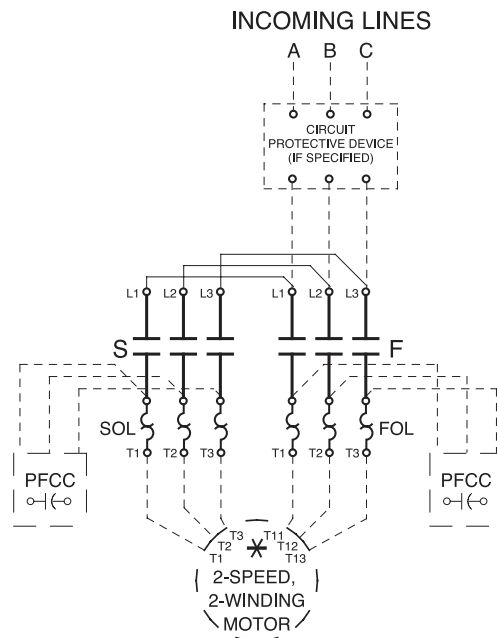 INCOMING LINES
A B C
CIRCUIT
PROTECTIVE DEVICE
(IF SPECIFIED)
L1 L2 L3 L1 L2 L3
S F
SOL FOL
T1 T2 T3 T1 T2 T3
PFCC PFCC
T3 T11
T2 T12
T1 T13
2-SPEED,
2-WINDING
MOTOR